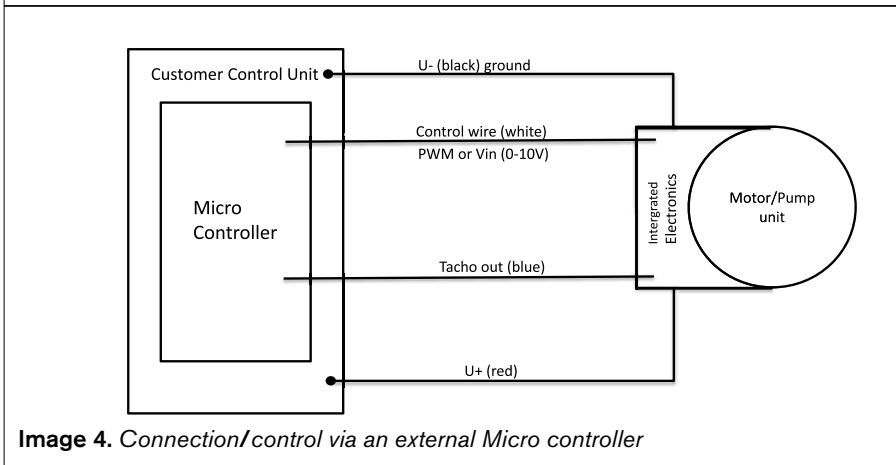 Customer Control Unit
U- (black) ground
Control wire (white)
PWM or Vin (0-10V)
Micro
Controller
Intergrated
Electronics
Motor/Pump
unit
Tacho out (blue)
U+ (red)
Image 4. Connection/control via an external Micro controller